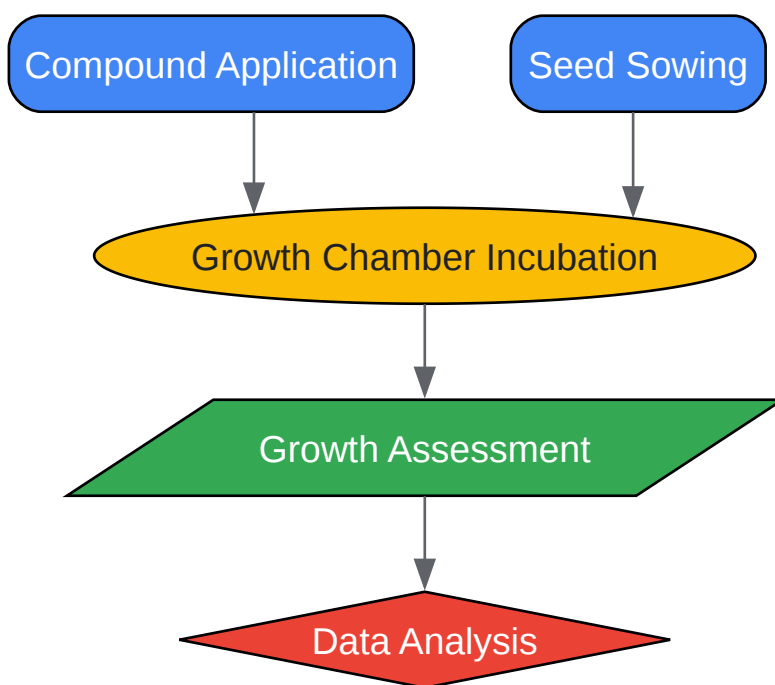 Compound Application
Seed Sowing
Growth Chamber Incubation
Growth Assessment
Data Analysis